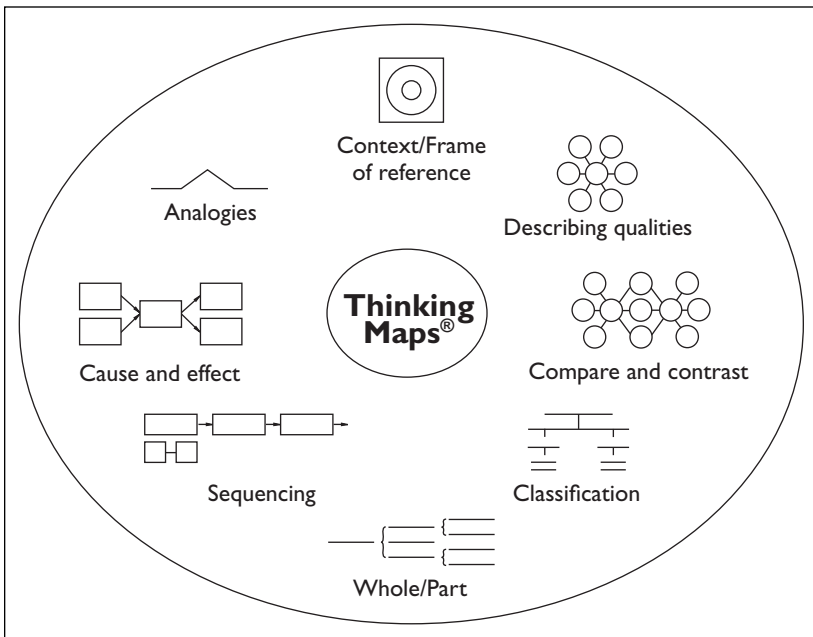 Context/Frame
of reference
Analogies
Describing qualities
Thinking
Maps®
Cause and effect
Compare and contrast
Sequencing
Classification
Whole/Part